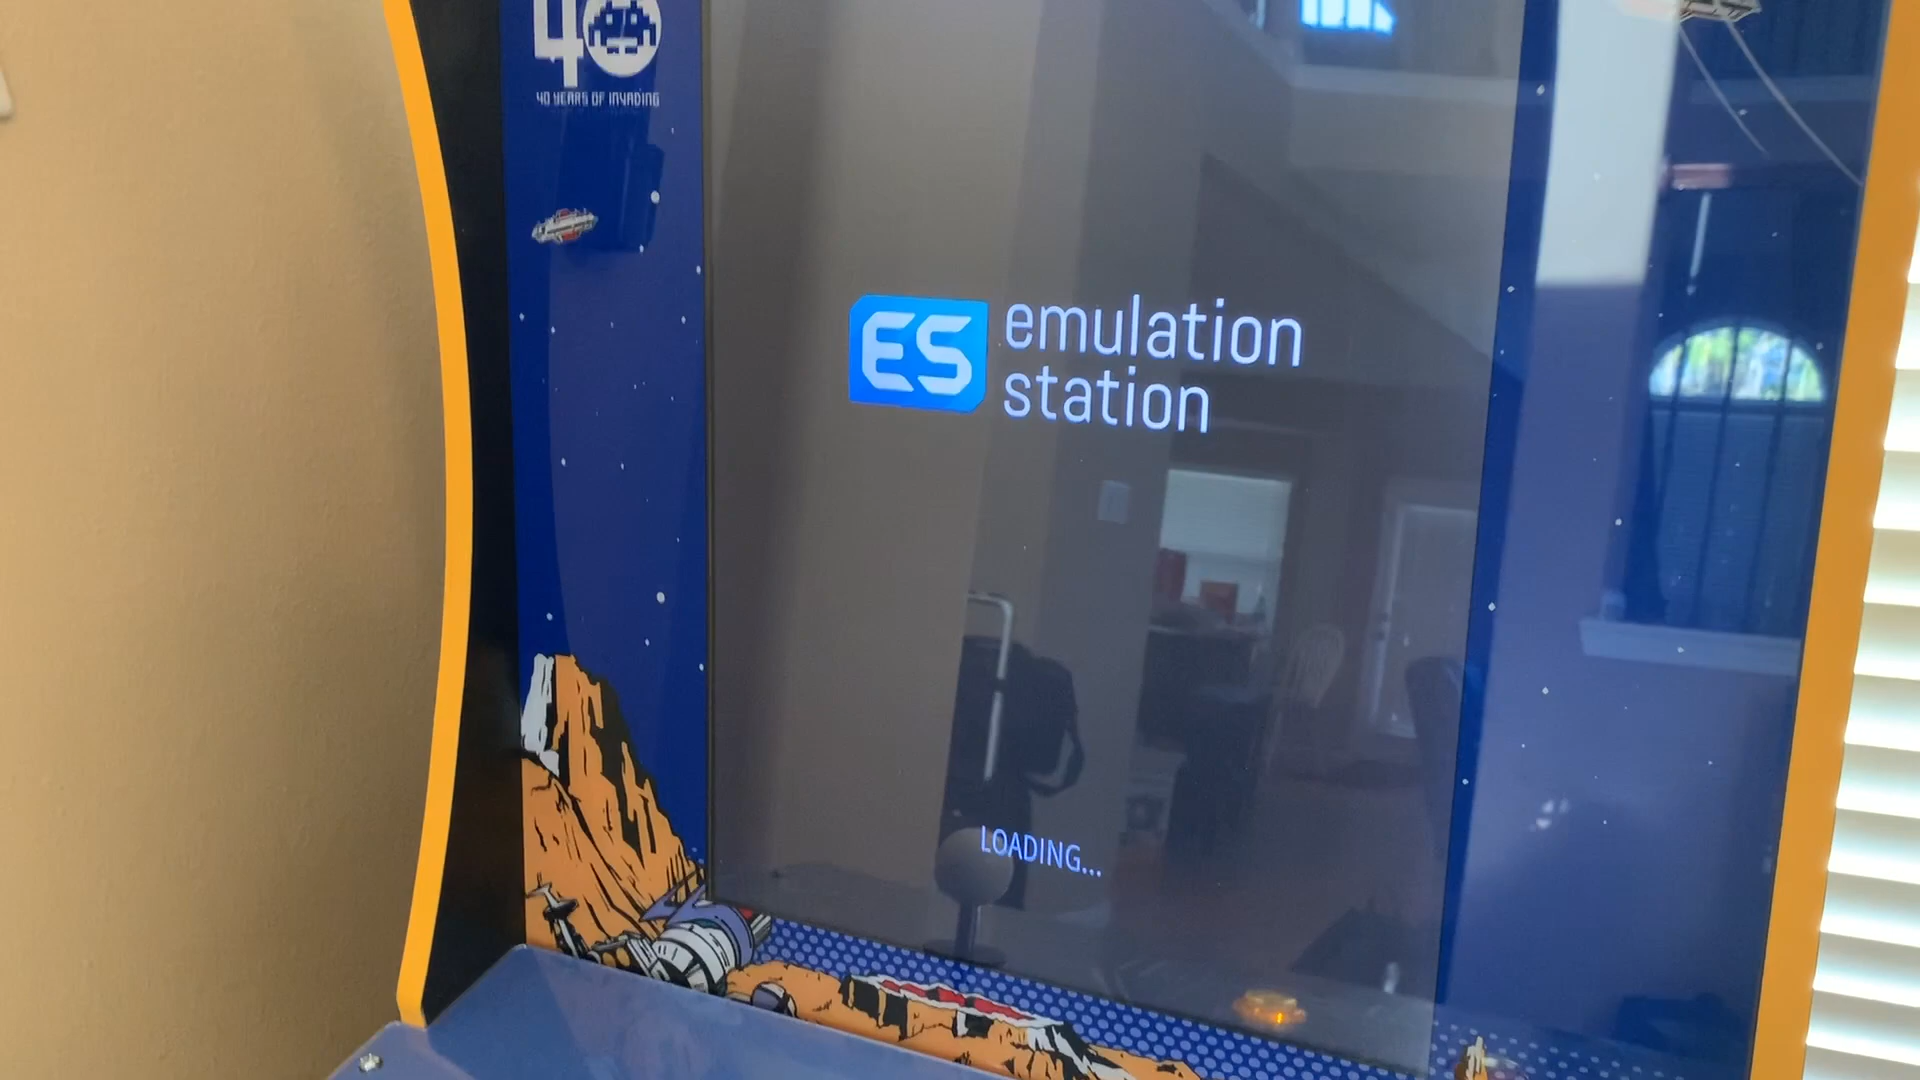 40
40 YEARS OF INVADING
ES
emulation
station
LOADING...